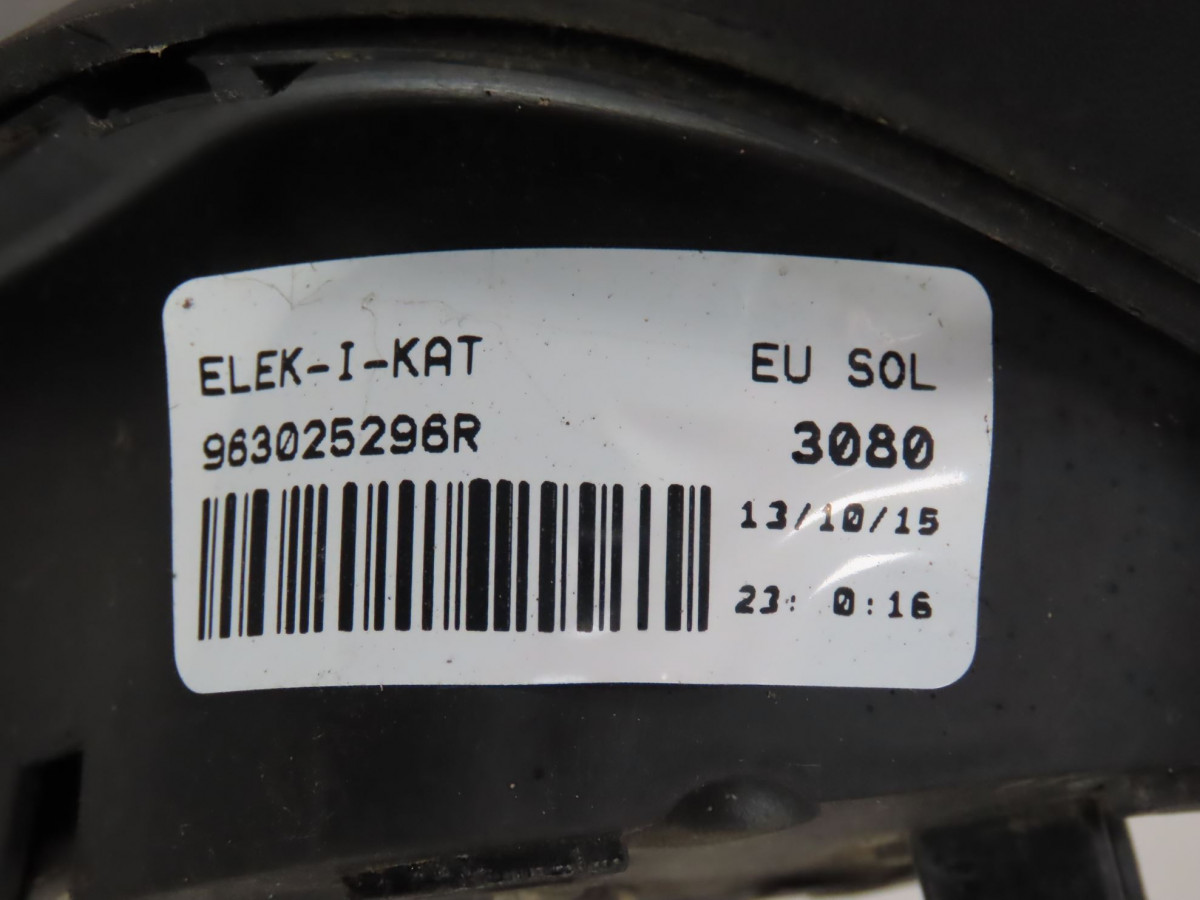 ELEK-I-KAT EU SOL
963025296R 3080
13/10/15
23: 0:16